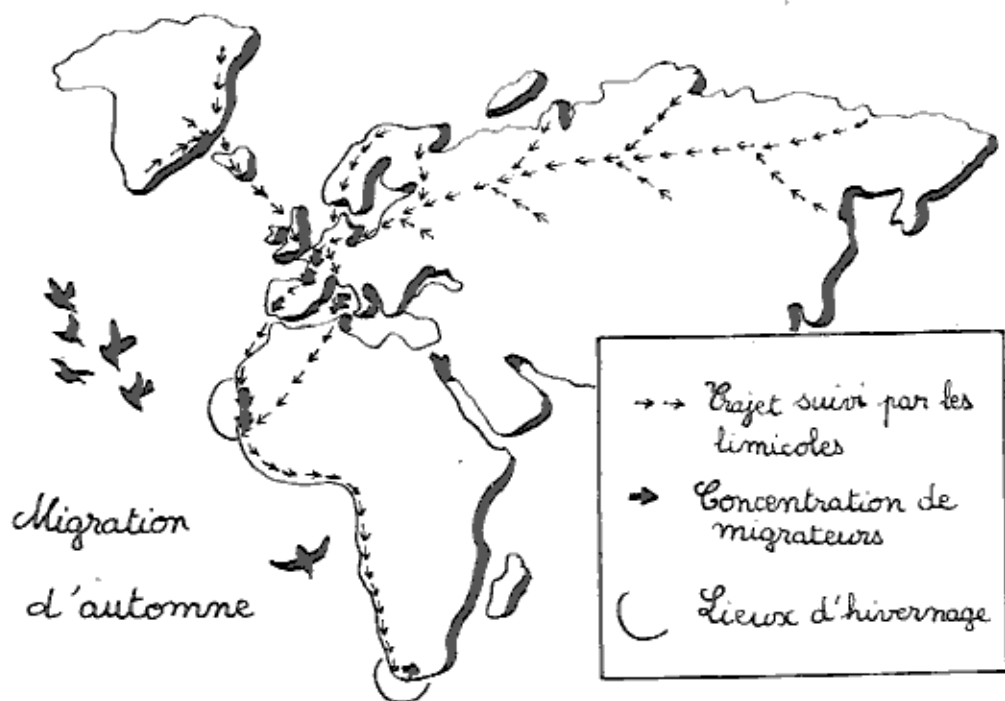 Migration
d'automne
Trajet suivi par les
limicoles
Concentration de
migrateurs
Lieux d'hivernage